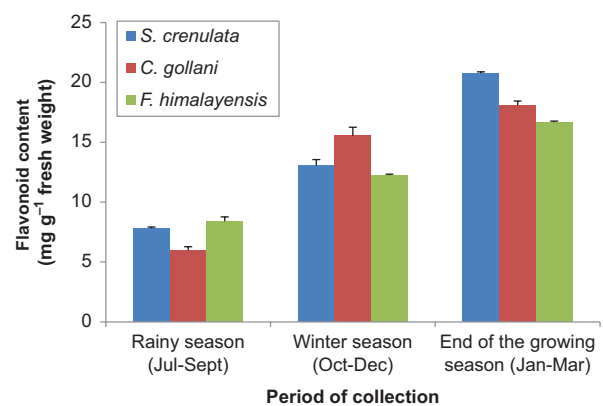 25
20
15
10
5
0
Flavonoid content
(mg g⁻¹ fresh weight)
S. crenulata
C. gollani
F. himalayensis
Rainy season
(Jul-Sept)
Winter season
(Oct-Dec)
End of the growing
season (Jan-Mar)
Period of collection